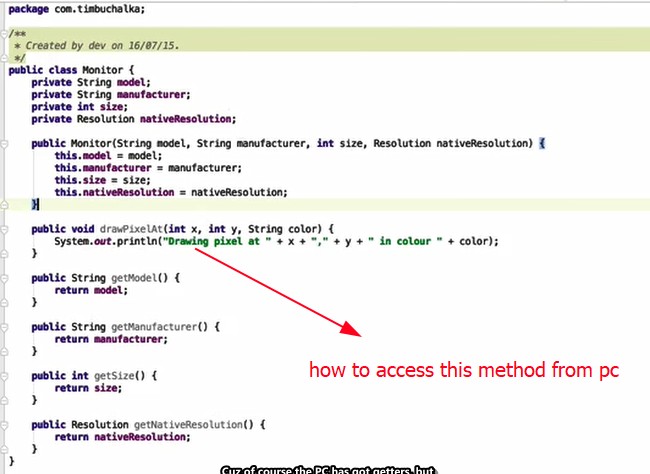 package com.timbuchalka;
/**
 * Created by dev on 16/07/15.
 */
public class Monitor {
    private String model;
    private String manufacturer;
    private int size;
    private Resolution nativeResolution;
    public Monitor(String model, String manufacturer, int size, Resolution nativeResolution) {
        this.model = model;
        this.manufacturer = manufacturer;
        this.size = size;
        this.nativeResolution = nativeResolution;
    }
    public void drawPixelAt(int x, int y, String color) {
        System.out.println("Drawing pixel at " + x + "," + y + " in colour " + color);
    }
    public String getModel() {
        return model;
    }
    public String getManufacturer() {
        return manufacturer;
    }
how to access this method from pc
    public int getSize() {
        return size;
    }
    public Resolution getNativeResolution() {
        return nativeResolution;
    }
}
Cuz of course the PC has got getters, but